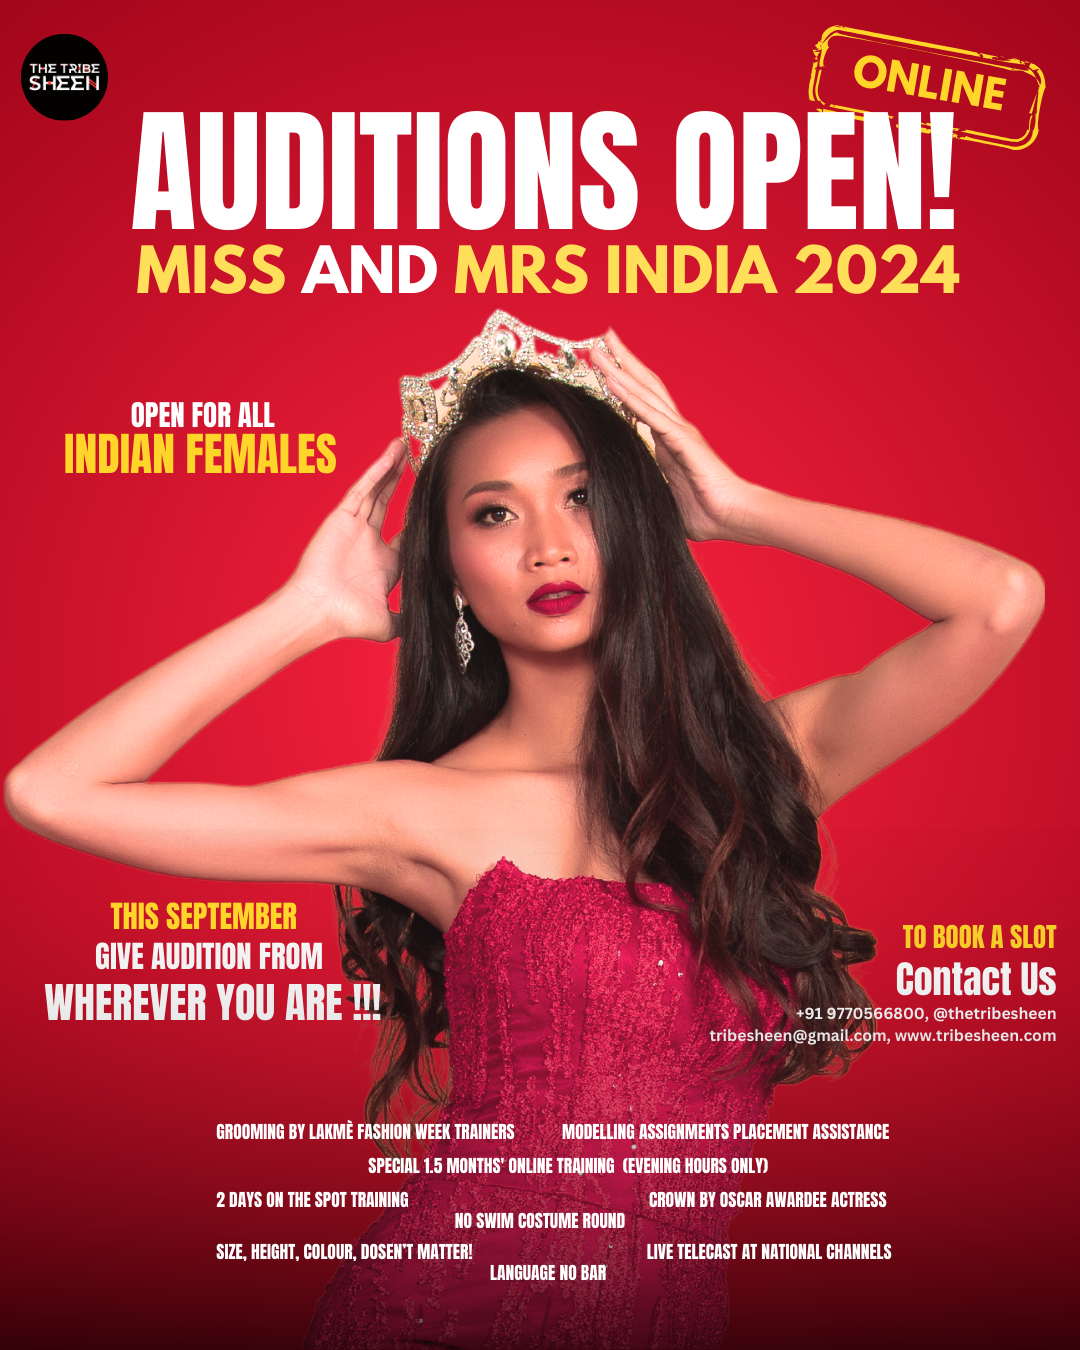 THE TRIBE
SHEEN
ONLINE
AUDITIONS OPEN!
MISS AND MRS INDIA 2024
OPEN FOR ALL
INDIAN FEMALES
THIS SEPTEMBER
GIVE AUDITION FROM
WHEREVER YOU ARE !!!
TO BOOK A SLOT
Contact Us
+91 9770566800, @thetribesheen
tribesheen@gmail.com, www.tribesheen.com
GROOMING BY LAKMÈ FASHION WEEK TRAINERS
MODELLING ASSIGNMENTS PLACEMENT ASSISTANCE
SPECIAL 1.5 MONTHS' ONLINE TRAINING (EVENING HOURS ONLY)
2 DAYS ON THE SPOT TRAINING
CROWN BY OSCAR AWARDEE ACTRESS
NO SWIM COSTUME ROUND
SIZE, HEIGHT, COLOUR, DOSEN'T MATTER!
LIVE TELECAST AT NATIONAL CHANNELS
LANGUAGE NO BAR